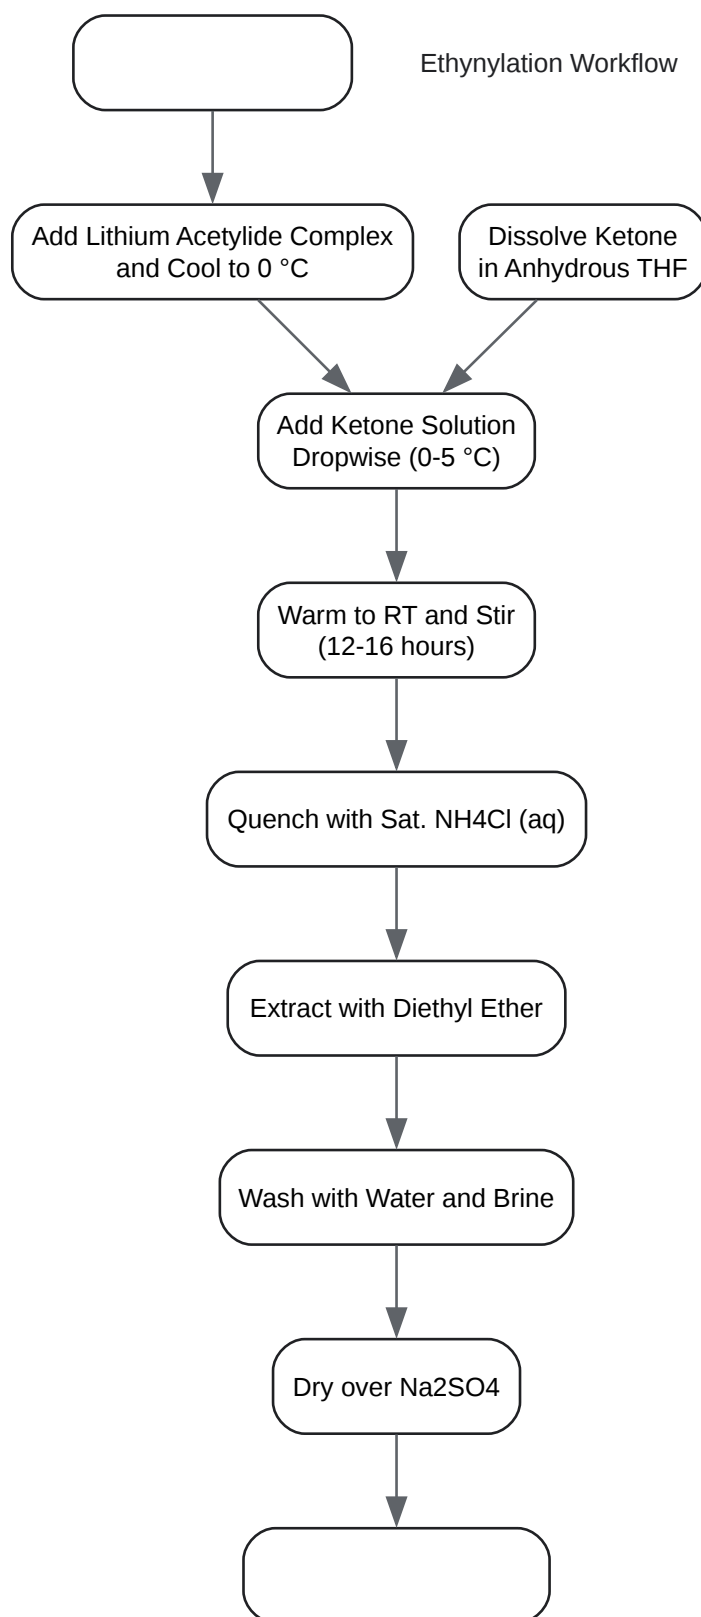 Ethynylation Workflow
Add Lithium Acetylide Complex
and Cool to 0 °C
Dissolve Ketone
in Anhydrous THF
Add Ketone Solution
Dropwise (0-5 °C)
Warm to RT and Stir
(12-16 hours)
Quench with Sat. NH4Cl (aq)
Extract with Diethyl Ether
Wash with Water and Brine
Dry over Na2SO4